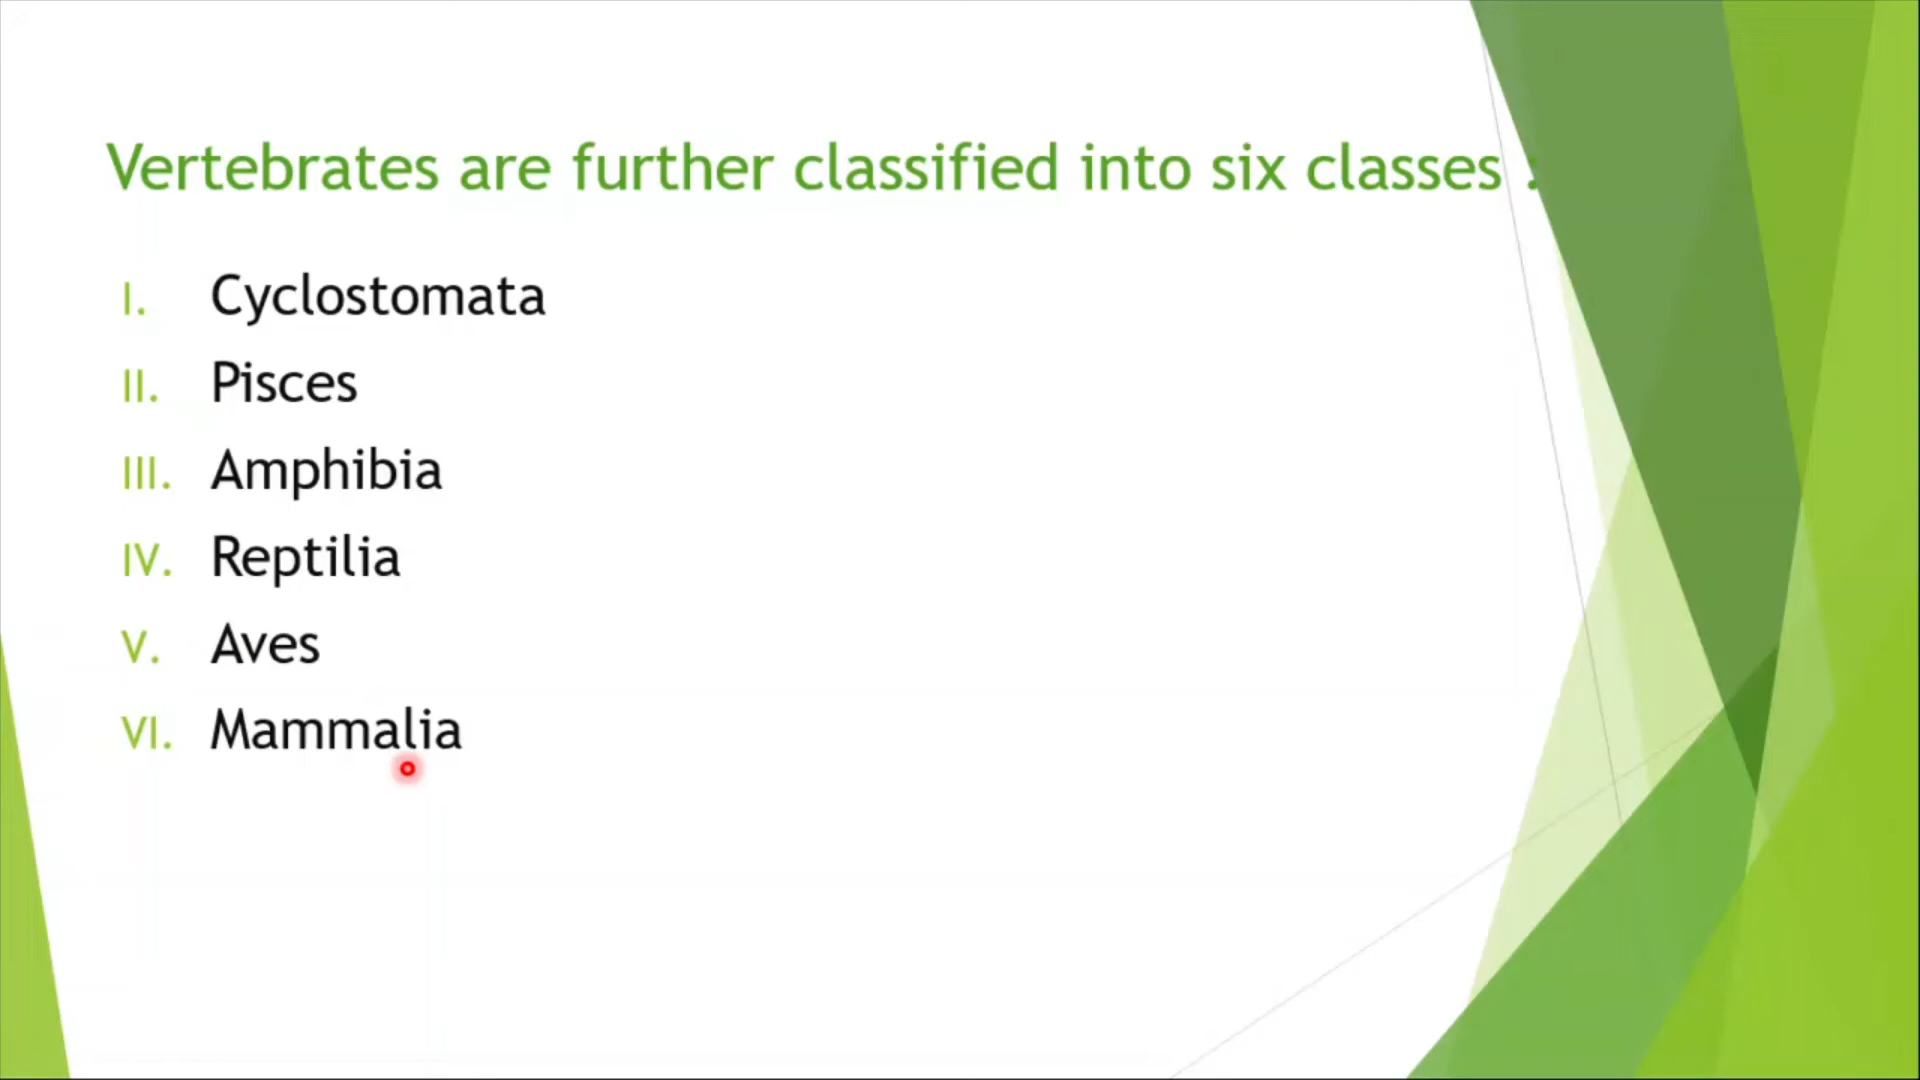 Vertebrates are further classified into six classes :
I. Cyclostomata
II. Pisces
III. Amphibia
IV. Reptilia
V. Aves
VI. Mammalia